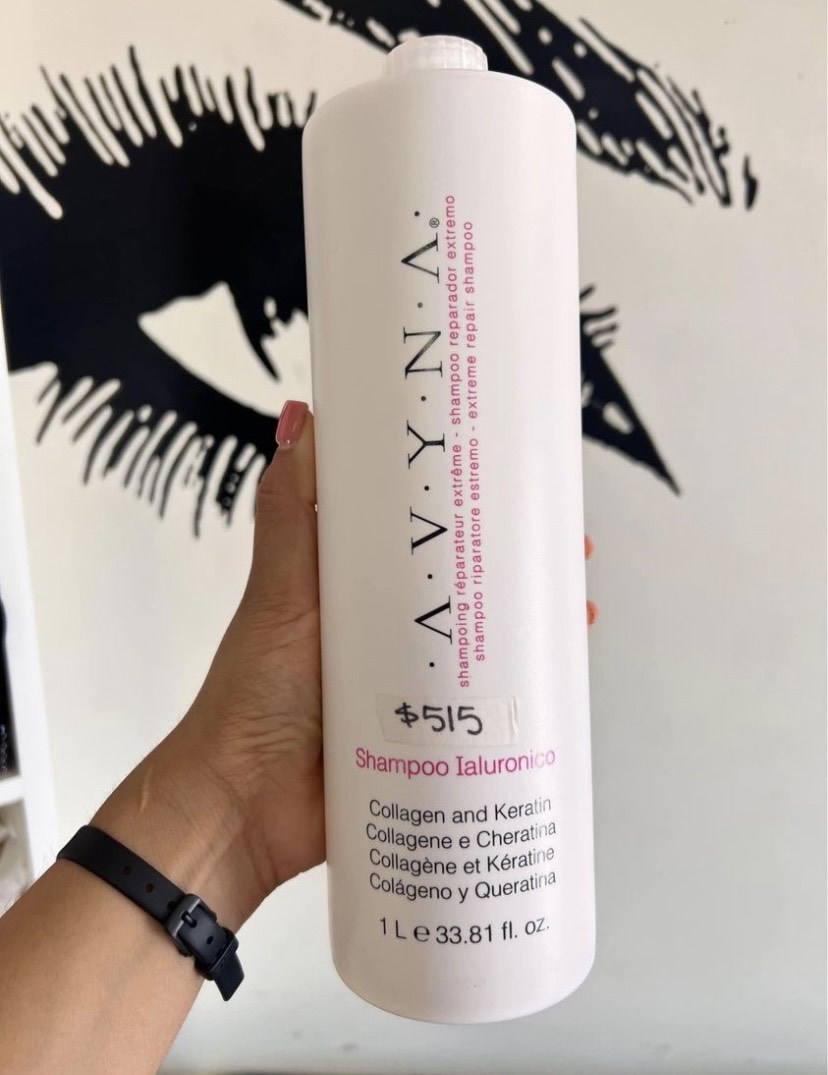 · Λ · V · Y · N · Λ ·®
shampoing réparateur extrême - shampoo reparador extremo
shampoo riparatore estremo - extreme repair shampoo
$515
Shampoo Ialuronico
Collagen and Keratin
Collagene e Cheratina
Collagène et Kératine
Colágeno y Queratina
1 L e 33.81 fl. oz.